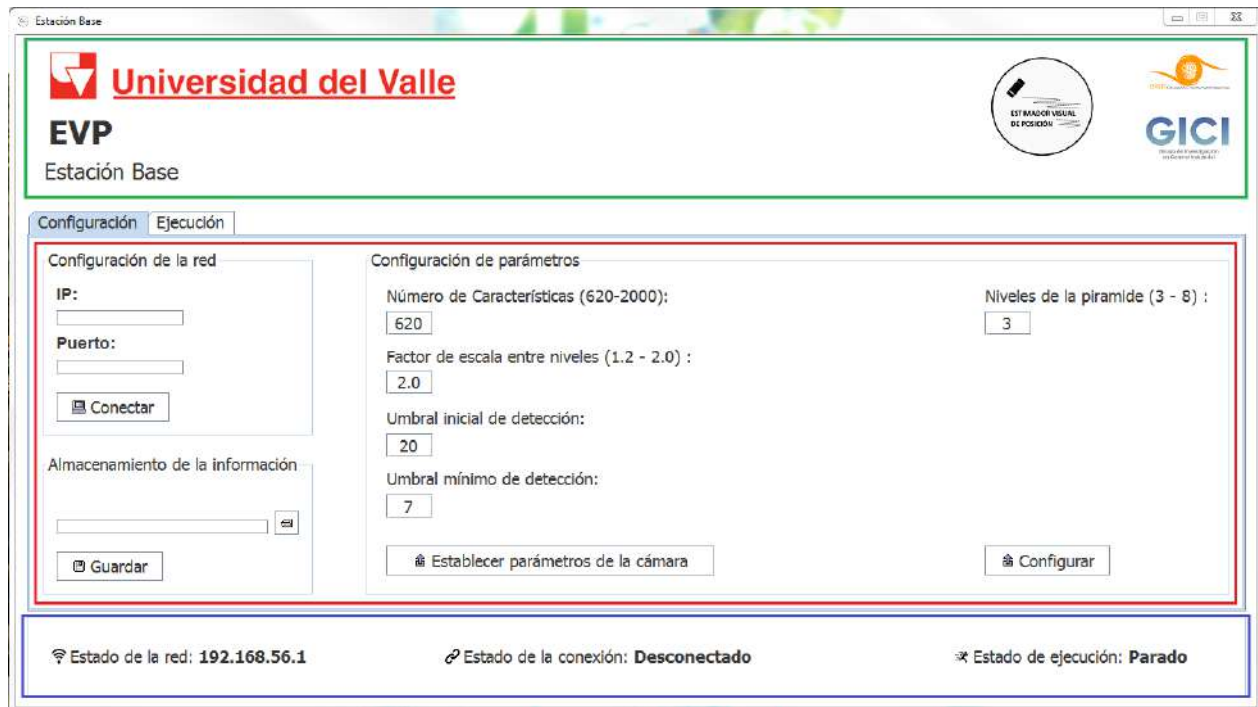 Estación Base
Universidad del Valle
EVP
Estación Base
ESTIMADOR VISUAL
DE POSICIÓN
GICI
Configuración
Ejecución
Configuración de la red
IP:
Puerto:
Conectar
Almacenamiento de la información
Guardar
Configuración de parámetros
Número de Características (620-2000):
620
Niveles de la piramide (3 - 8) :
3
Factor de escala entre niveles (1.2 - 2.0) :
2.0
Umbral inicial de detección:
20
Umbral mínimo de detección:
7
Establecer parámetros de la cámara
Configurar
Estado de la red: 192.168.56.1
Estado de la conexión: Desconectado
Estado de ejecución: Parado